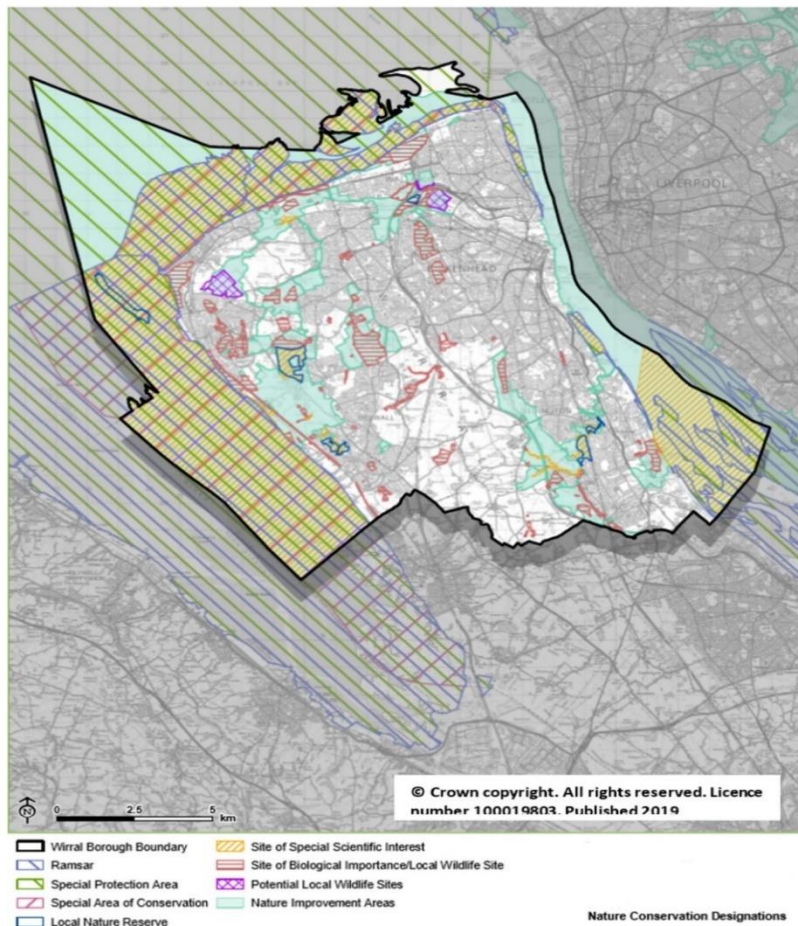 LIVERPOOL
© Crown copyright. All rights reserved. Licence
number 100019803. Published 2019
N
0 2.5 5
km
Wirral Borough Boundary
Ramsar
Special Protection Area
Special Area of Conservation
Local Nature Reserve
Site of Special Scientific Interest
Site of Biological Importance/Local Wildlife Site
Potential Local Wildlife Sites
Nature Improvement Areas
Nature Conservation Designations